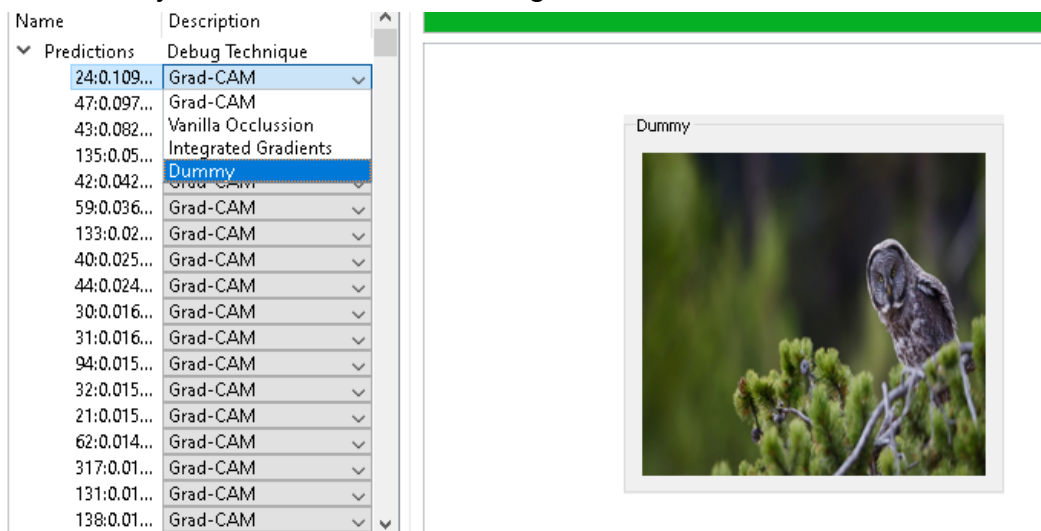 Name Description
Predictions Debug Technique
24:0.109... Grad-CAM
47:0.097... Grad-CAM
43:0.082... Vanilla Occlussion
135:0.05... Integrated Gradients
Dummy
42:0.042... Grad-CAM
59:0.036... Grad-CAM
133:0.02... Grad-CAM
40:0.025... Grad-CAM
44:0.024... Grad-CAM
30:0.016... Grad-CAM
31:0.016... Grad-CAM
94:0.015... Grad-CAM
32:0.015... Grad-CAM
21:0.015... Grad-CAM
62:0.014... Grad-CAM
317:0.01... Grad-CAM
131:0.01... Grad-CAM
138:0.01... Grad-CAM
Dummy